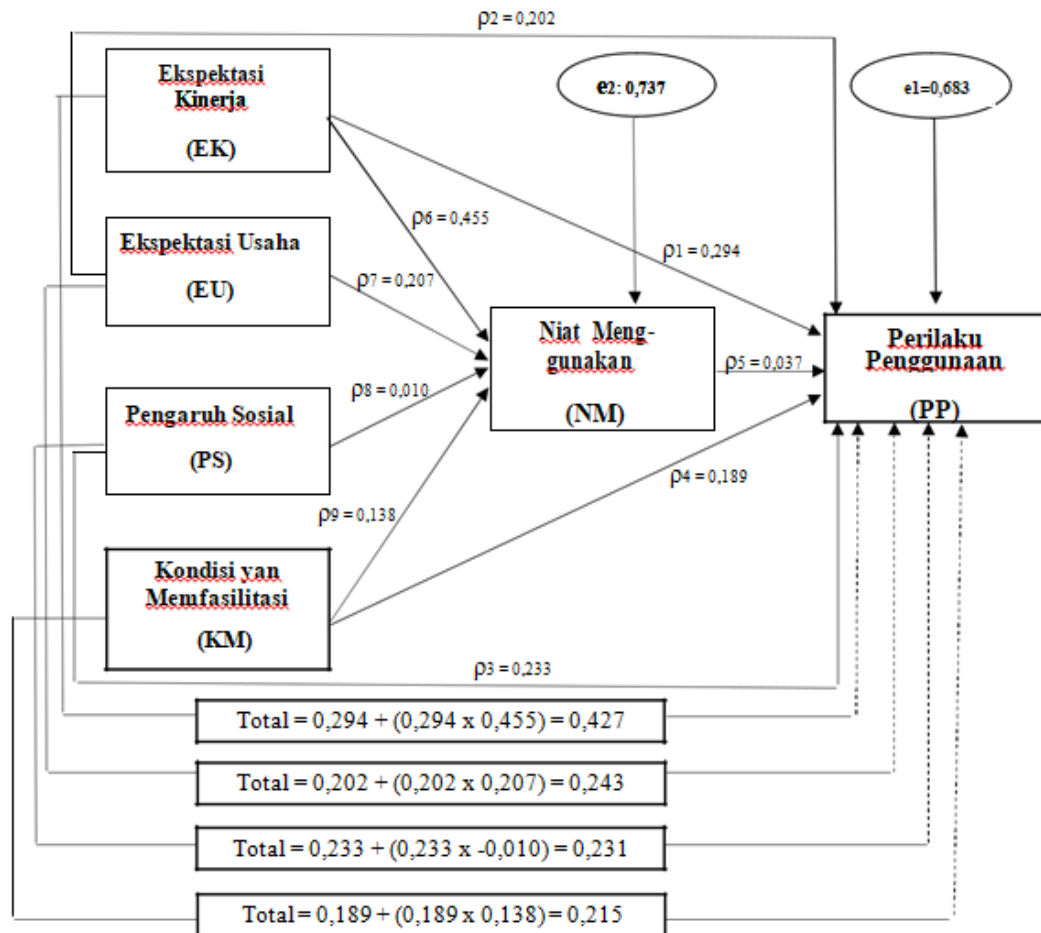 ρ2 = 0,202
Ekspektasi
Kinerja
(EK)
e2: 0,737
e1=0,683
ρ6 = 0,455
ρ1 = 0,294
Ekspektasi Usaha
(EU)
ρ7 = 0,207
Niat Meng-
gunakan
(NM)
ρ5 = 0,037
Perilaku
Penggunaan
(PP)
Pengaruh Sosial
(PS)
ρ8 = 0,010
ρ4 = 0,189
ρ9 = 0,138
Kondisi yan
Memfasilitasi
(KM)
ρ3 = 0,233
Total = 0,294 + (0,294 x 0,455) = 0,427
Total = 0,202 + (0,202 x 0,207) = 0,243
Total = 0,233 + (0,233 x -0,010) = 0,231
Total = 0,189 + (0,189 x 0,138) = 0,215